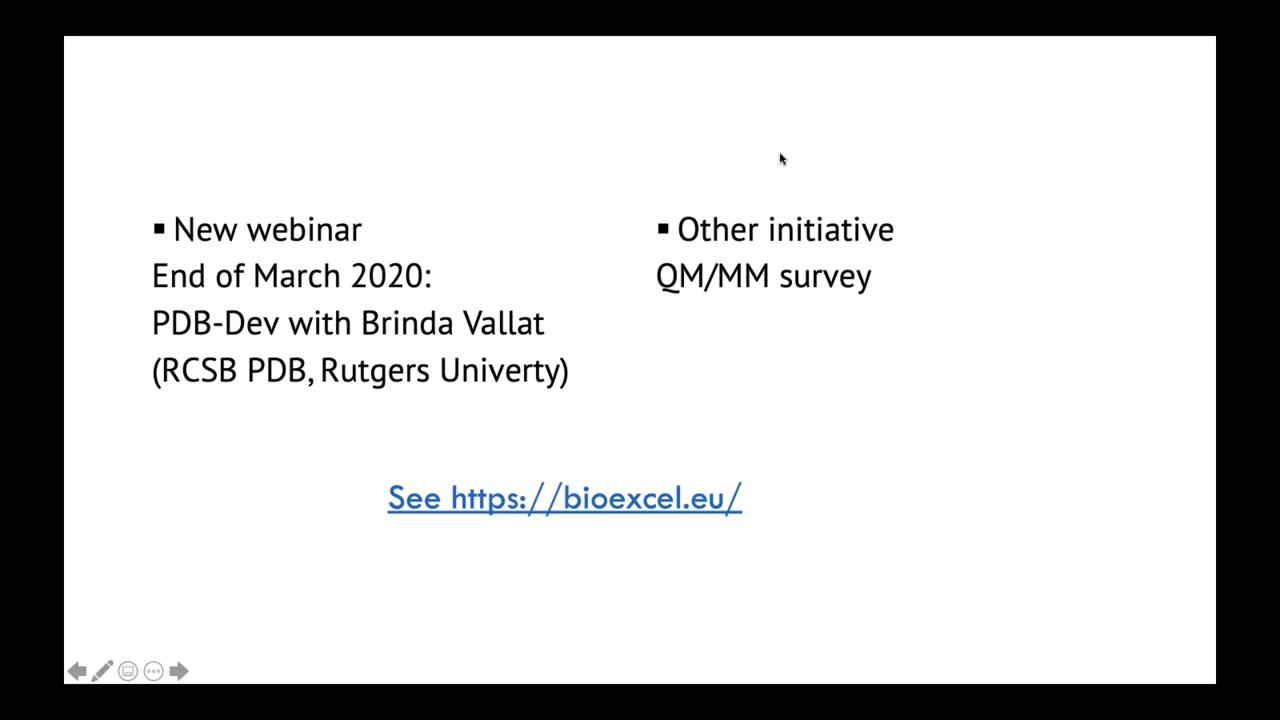 ▪ New webinar
End of March 2020:
PDB-Dev with Brinda Vallat
(RCSB PDB, Rutgers Univerty)
▪ Other initiative
QM/MM survey
See https://bioexcel.eu/